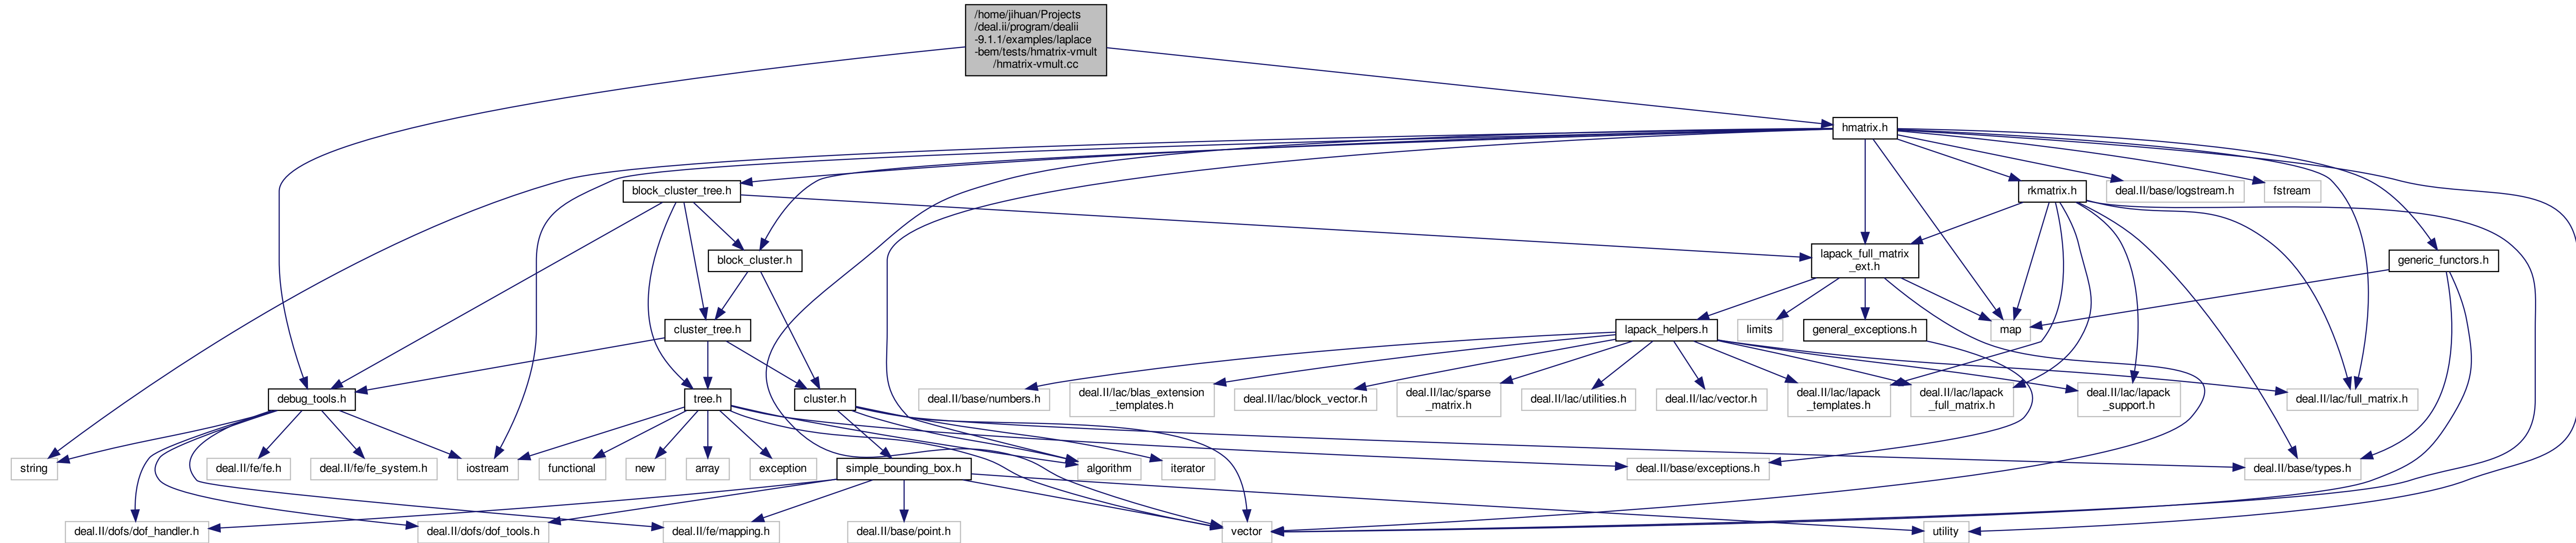 /home/jihuan/Projects
/deal.ii/program/dealii
-9.1.1/examples/laplace
-bem/tests/hmatrix-vmult
/hmatrix-vmult.cc
hmatrix.h
block_cluster_tree.h
rkmatrix.h
deal.II/base/logstream.h
fstream
block_cluster.h
lapack_full_matrix
_ext.h
generic_functors.h
cluster_tree.h
lapack_helpers.h
limits
general_exceptions.h
map
debug_tools.h
tree.h
cluster.h
deal.II/base/numbers.h
deal.II/lac/blas_extension
_templates.h
deal.II/lac/block_vector.h
deal.II/lac/sparse
_matrix.h
deal.II/lac/utilities.h
deal.II/lac/vector.h
deal.II/lac/lapack
_templates.h
deal.II/lac/lapack
_full_matrix.h
deal.II/lac/lapack
_support.h
deal.II/lac/full_matrix.h
string
deal.II/fe/fe.h
deal.II/fe/fe_system.h
iostream
functional
new
array
exception
simple_bounding_box.h
algorithm
iterator
deal.II/base/exceptions.h
deal.II/base/types.h
deal.II/dofs/dof_handler.h
deal.II/dofs/dof_tools.h
deal.II/fe/mapping.h
deal.II/base/point.h
vector
utility